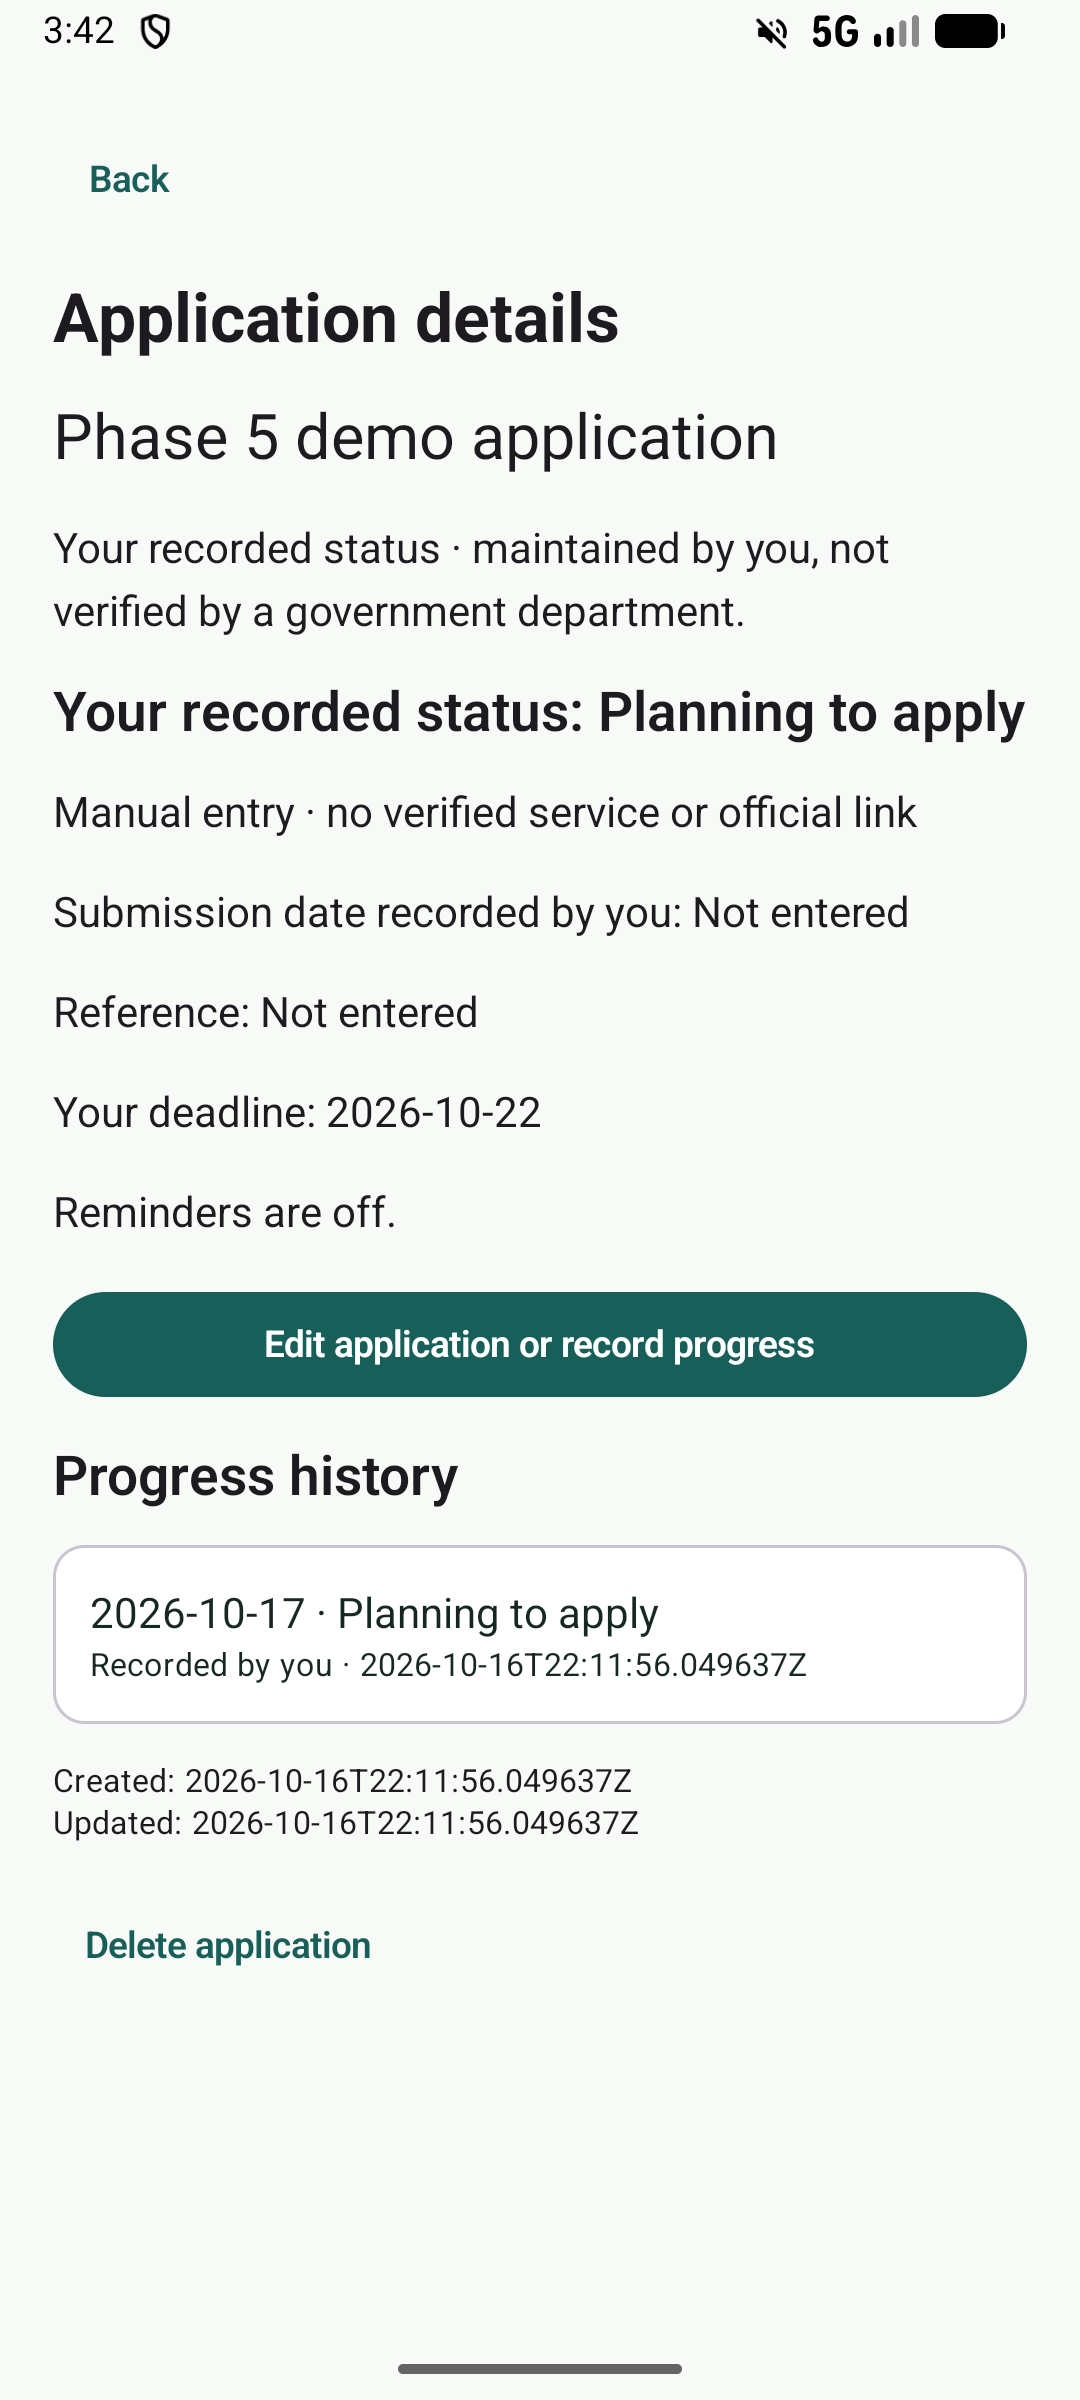 3:42
5G
Back
Application details
Phase 5 demo application
Your recorded status · maintained by you, not
verified by a government department.
Your recorded status: Planning to apply
Manual entry · no verified service or official link
Submission date recorded by you: Not entered
Reference: Not entered
Your deadline: 2026-10-22
Reminders are off.
Edit application or record progress
Progress history
2026-10-17 · Planning to apply
Recorded by you · 2026-10-16T22:11:56.049637Z
Created: 2026-10-16T22:11:56.049637Z
Updated: 2026-10-16T22:11:56.049637Z
Delete application